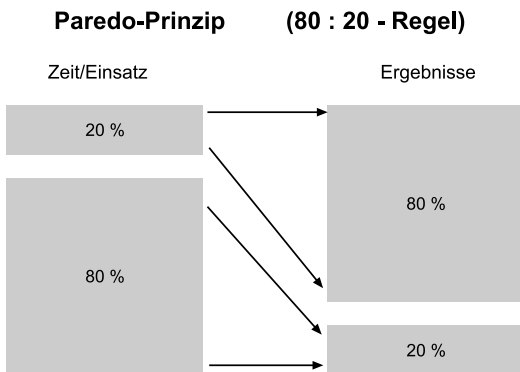 Paredo-Prinzip (80 : 20 - Regel)
Zeit/Einsatz Ergebnisse
20 %
80 %
80 %
20 %